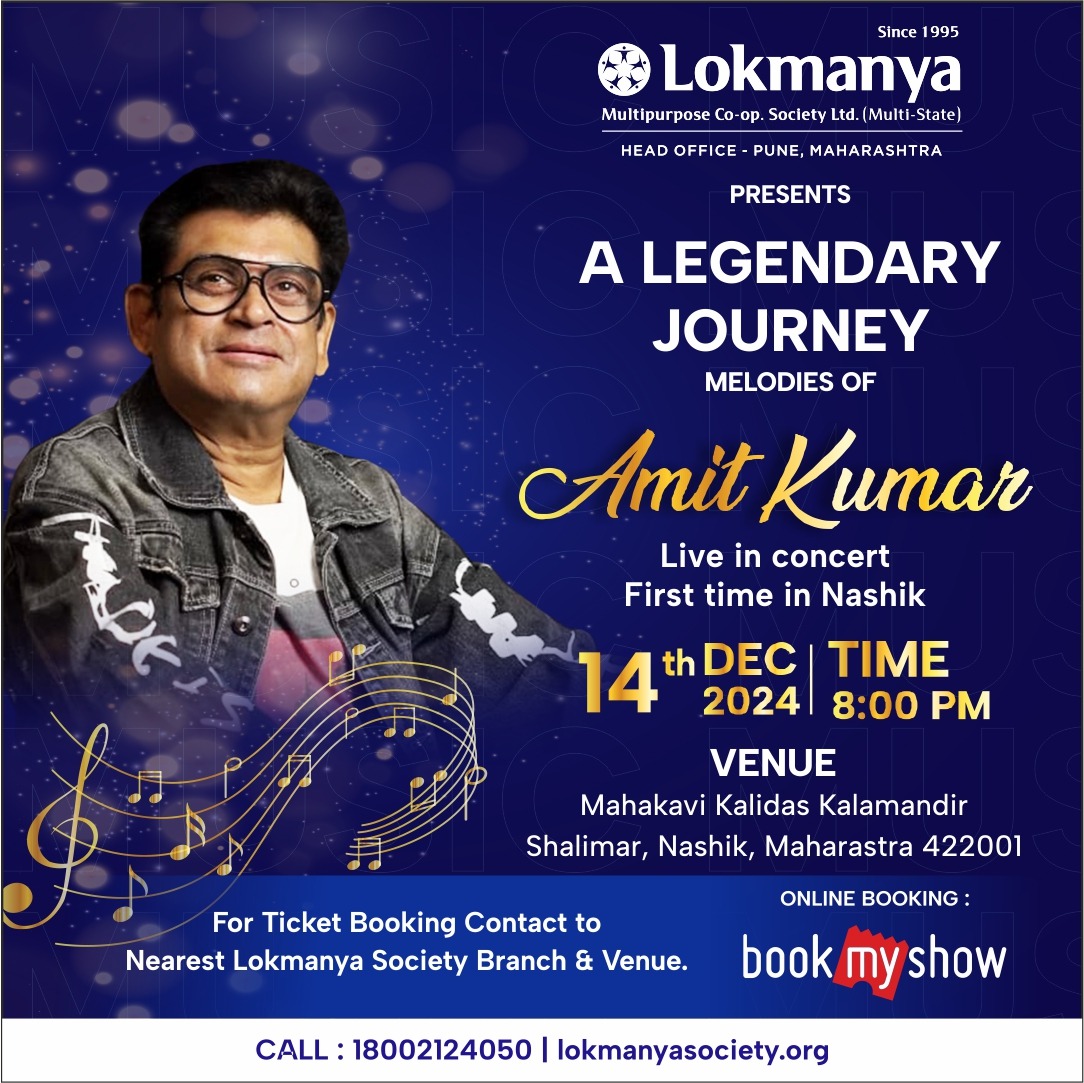 Since 1995
Lokmanya
Multipurpose Co-op. Society Ltd. (Multi-State)
HEAD OFFICE - PUNE, MAHARASHTRA
PRESENTS
A LEGENDARY
JOURNEY
MELODIES OF
Amit Kumar
Live in concert
First time in Nashik
14th DEC 2024 | TIME 8:00 PM
VENUE
Mahakavi Kalidas Kalamandir
Shalimar, Nashik, Maharastra 422001
For Ticket Booking Contact to
Nearest Lokmanya Society Branch & Venue.
ONLINE BOOKING :
bookmyshow
CALL : 18002124050 | lokmanyasociety.org
MUSIC